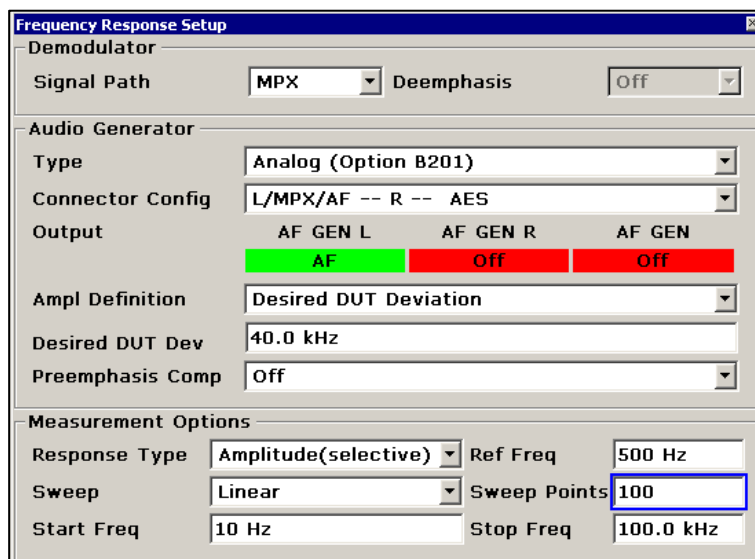 Frequency Response Setup
Demodulator
Signal Path MPX Deemphasis Off
Audio Generator
Type Analog (Option B201)
Connector Config L/MPX/AF -- R -- AES
Output AF GEN L AF GEN R AF GEN
AF Off Off
Ampl Definition Desired DUT Deviation
Desired DUT Dev 40.0 kHz
Preemphasis Comp Off
Measurement Options
Response Type Amplitude(selective) Ref Freq 500 Hz
Sweep Linear Sweep Points 100
Start Freq 10 Hz Stop Freq 100.0 kHz